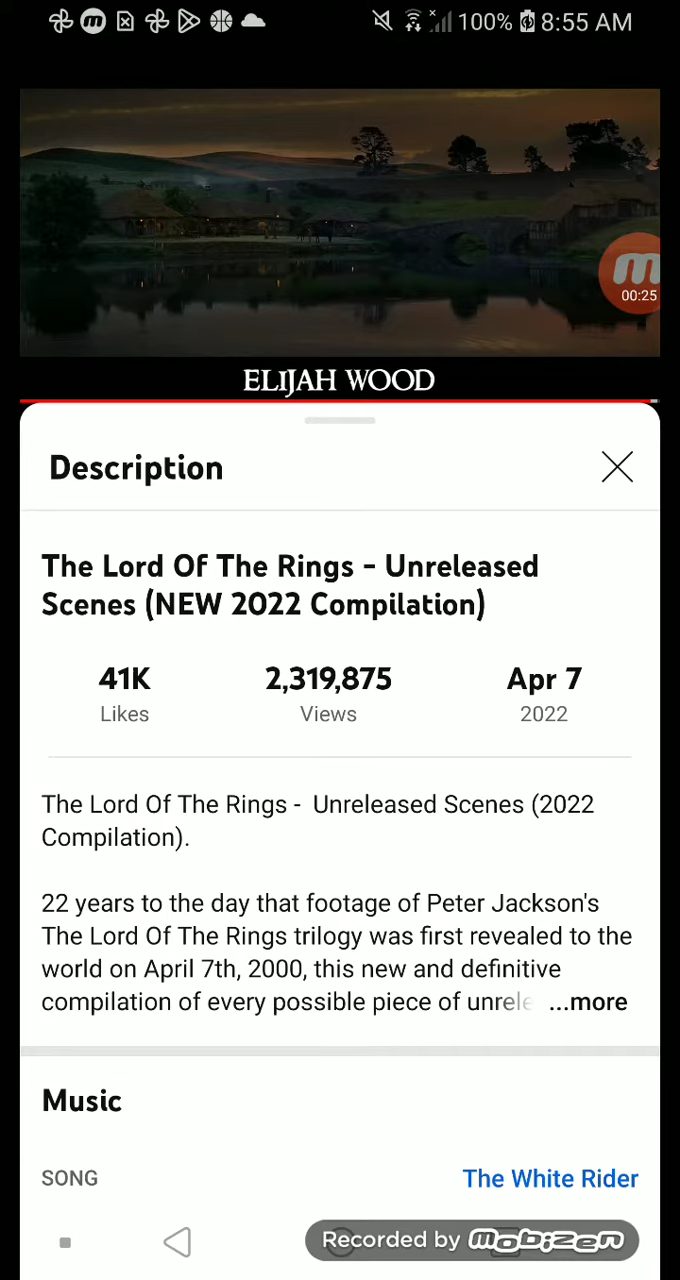 100% 8:55 AM
m
00:25
ELIJAH WOOD
Description
The Lord Of The Rings - Unreleased
Scenes (NEW 2022 Compilation)
41K 2,319,875 Apr 7
Likes Views 2022
The Lord Of The Rings - Unreleased Scenes (2022
Compilation).
22 years to the day that footage of Peter Jackson's
The Lord Of The Rings trilogy was first revealed to the
world on April 7th, 2000, this new and definitive
compilation of every possible piece of ...more
Music
SONG The White Rider
Recorded by mobizen